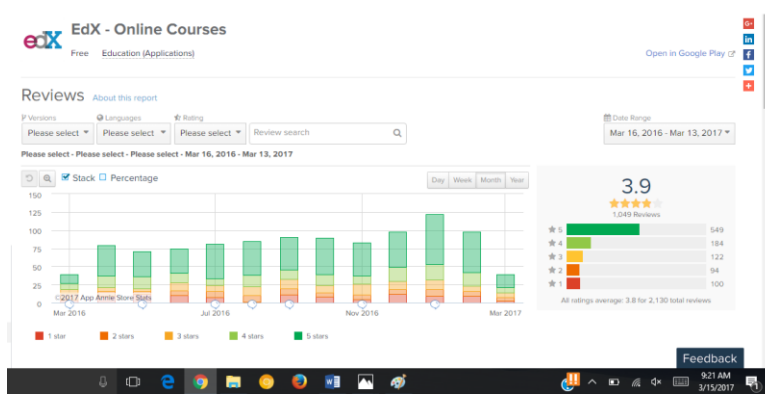 edX
EdX - Online Courses
Free Education (Applications)
Open in Google Play
G+
in
f
Reviews About this report
Versions Languages Rating Date Range
Please select Please select Please select Review search Mar 16, 2016 - Mar 13, 2017
Please select - Please select - Please select - Mar 16, 2016 - Mar 13, 2017
Stack Percentage Day Week Month Year
150
125
100
75
50
25
0
©2017 App Annie Store Stats
Mar 2016 Jul 2016 Nov 2016 Mar 2017
1 star 2 stars 3 stars 4 stars 5 stars
3.9
1,049 Reviews
5 549
4 184
3 122
2 94
1 100
All ratings average: 3.8 for 2,130 total reviews
Feedback
9:21 AM
3/15/2017